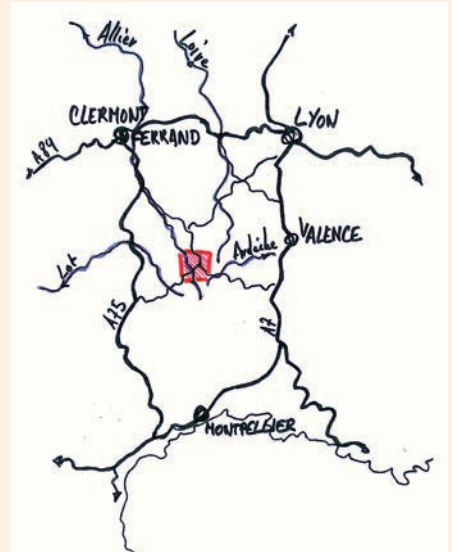 Allier
Loire
CLERMONT
FERRAND
LYON
A89
VALENCE
Ardèche
Lot
A75
A7
MONTPELLIER